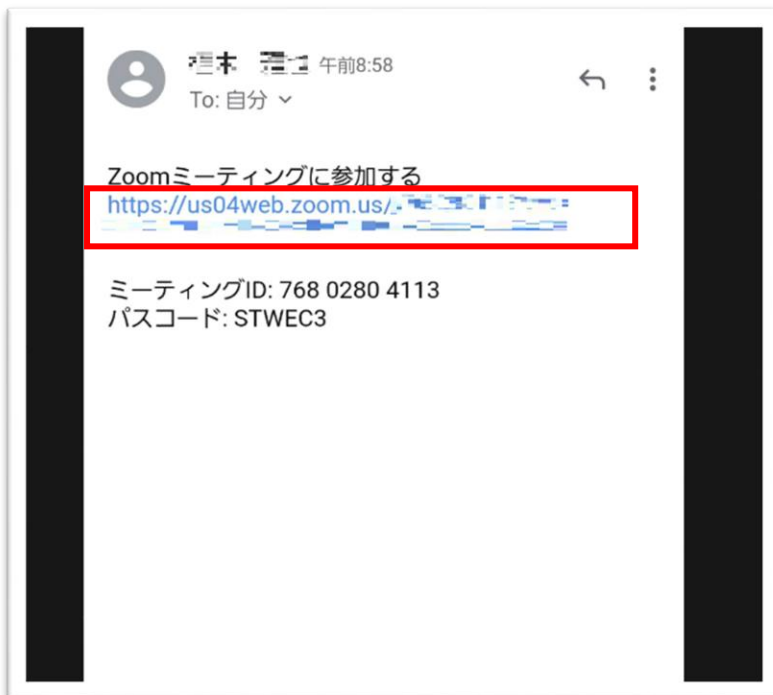 午前8:58
To: 自分
Zoomミーティングに参加する
https://us04web.zoom.us/
ミーティングID: 768 0280 4113
パスコード: STWEC3